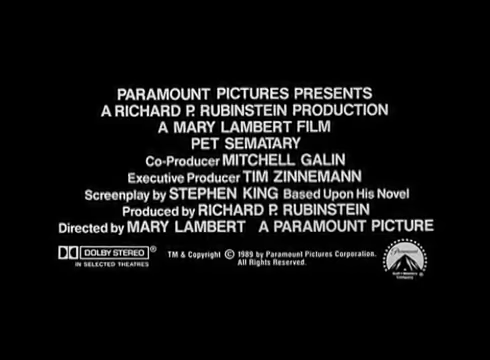 PARAMOUNT PICTURES PRESENTS
A RICHARD P. RUBINSTEIN PRODUCTION
A MARY LAMBERT FILM
PET SEMATARY
Co-Producer MITCHELL GALIN
Executive Producer TIM ZINNEMANN
Screenplay by STEPHEN KING Based Upon His Novel
Produced by RICHARD P. RUBINSTEIN
Directed by MARY LAMBERT A PARAMOUNT PICTURE
DOLBY STEREO ®
IN SELECTED THEATRES
TM & Copyright © 1989 by Paramount Pictures Corporation.
All Rights Reserved.
Paramount